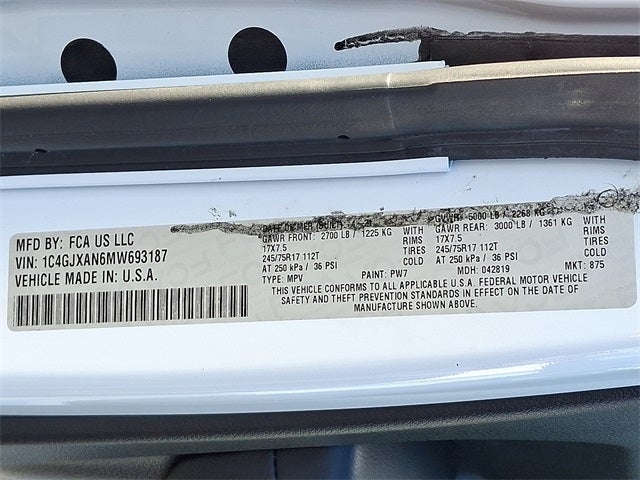 MFD BY: FCA US LLC
VIN: 1C4GJXAN6MW693187
VEHICLE MADE IN U.S.A.
GVWR: 5000 LB / 2268 KG
GAWR FRONT: 2700 LB / 1225 KG WITH GAWR REAR: 3000 LB / 1361 KG WITH
17X7.5 RIMS 17X7.5 RIMS
245/75R17 112T TIRES 245/75R17 112T TIRES
AT 250 kPa / 36 PSI COLD AT 250 kPa / 36 PSI COLD
TYPE: MPV PAINT: PW7 MDH: 042819 MKT: 875
THIS VEHICLE CONFORMS TO ALL APPLICABLE U.S.A. FEDERAL MOTOR VEHICLE
SAFETY AND THEFT PREVENTION STANDARDS IN EFFECT ON THE DATE OF
MANUFACTURE SHOWN ABOVE.